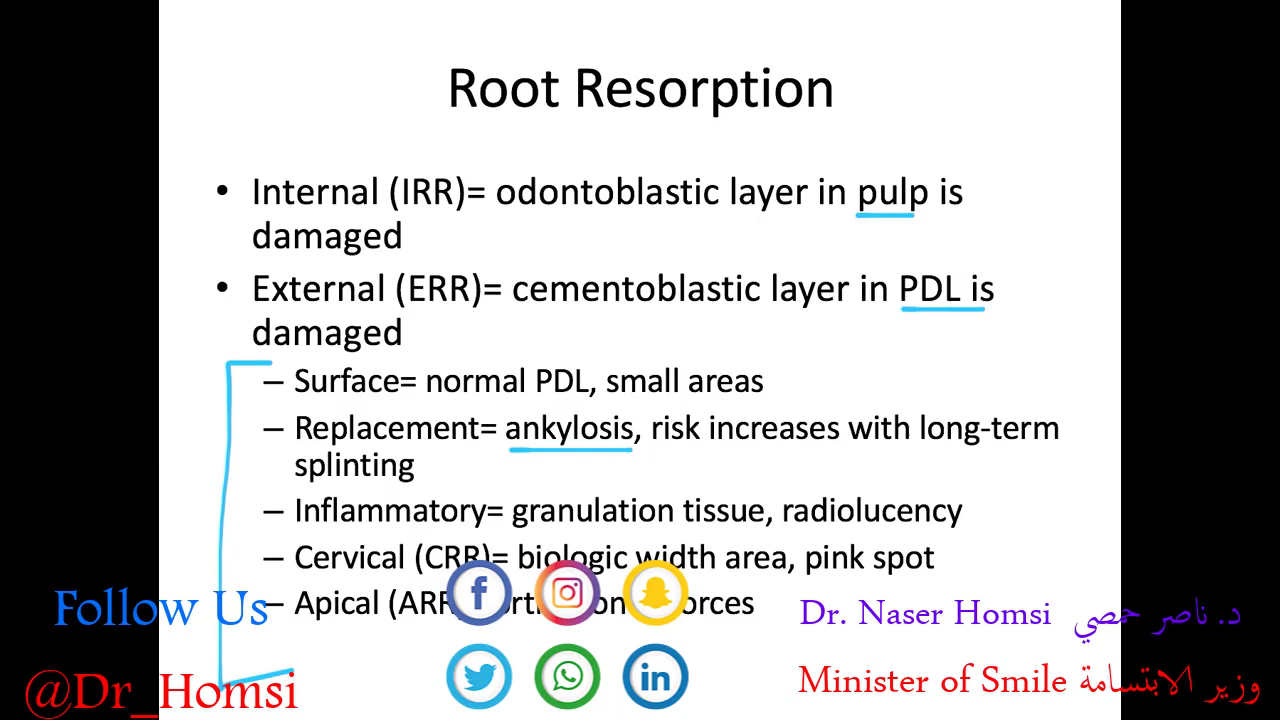 Root Resorption
• Internal (IRR)= odontoblastic layer in pulp is
damaged
• External (ERR)= cementoblastic layer in PDL is
damaged
– Surface= normal PDL, small areas
– Replacement= ankylosis, risk increases with long-term
splinting
– Inflammatory= granulation tissue, radiolucency
– Cervical (CRR)= biologic width area, pink spot
– Apical (ARR forces
Follow Us
@Dr_Homsi
f
in
Dr. Naser Homsi د. ناصر حمصي
Minister of Smile وزير الابتسامة